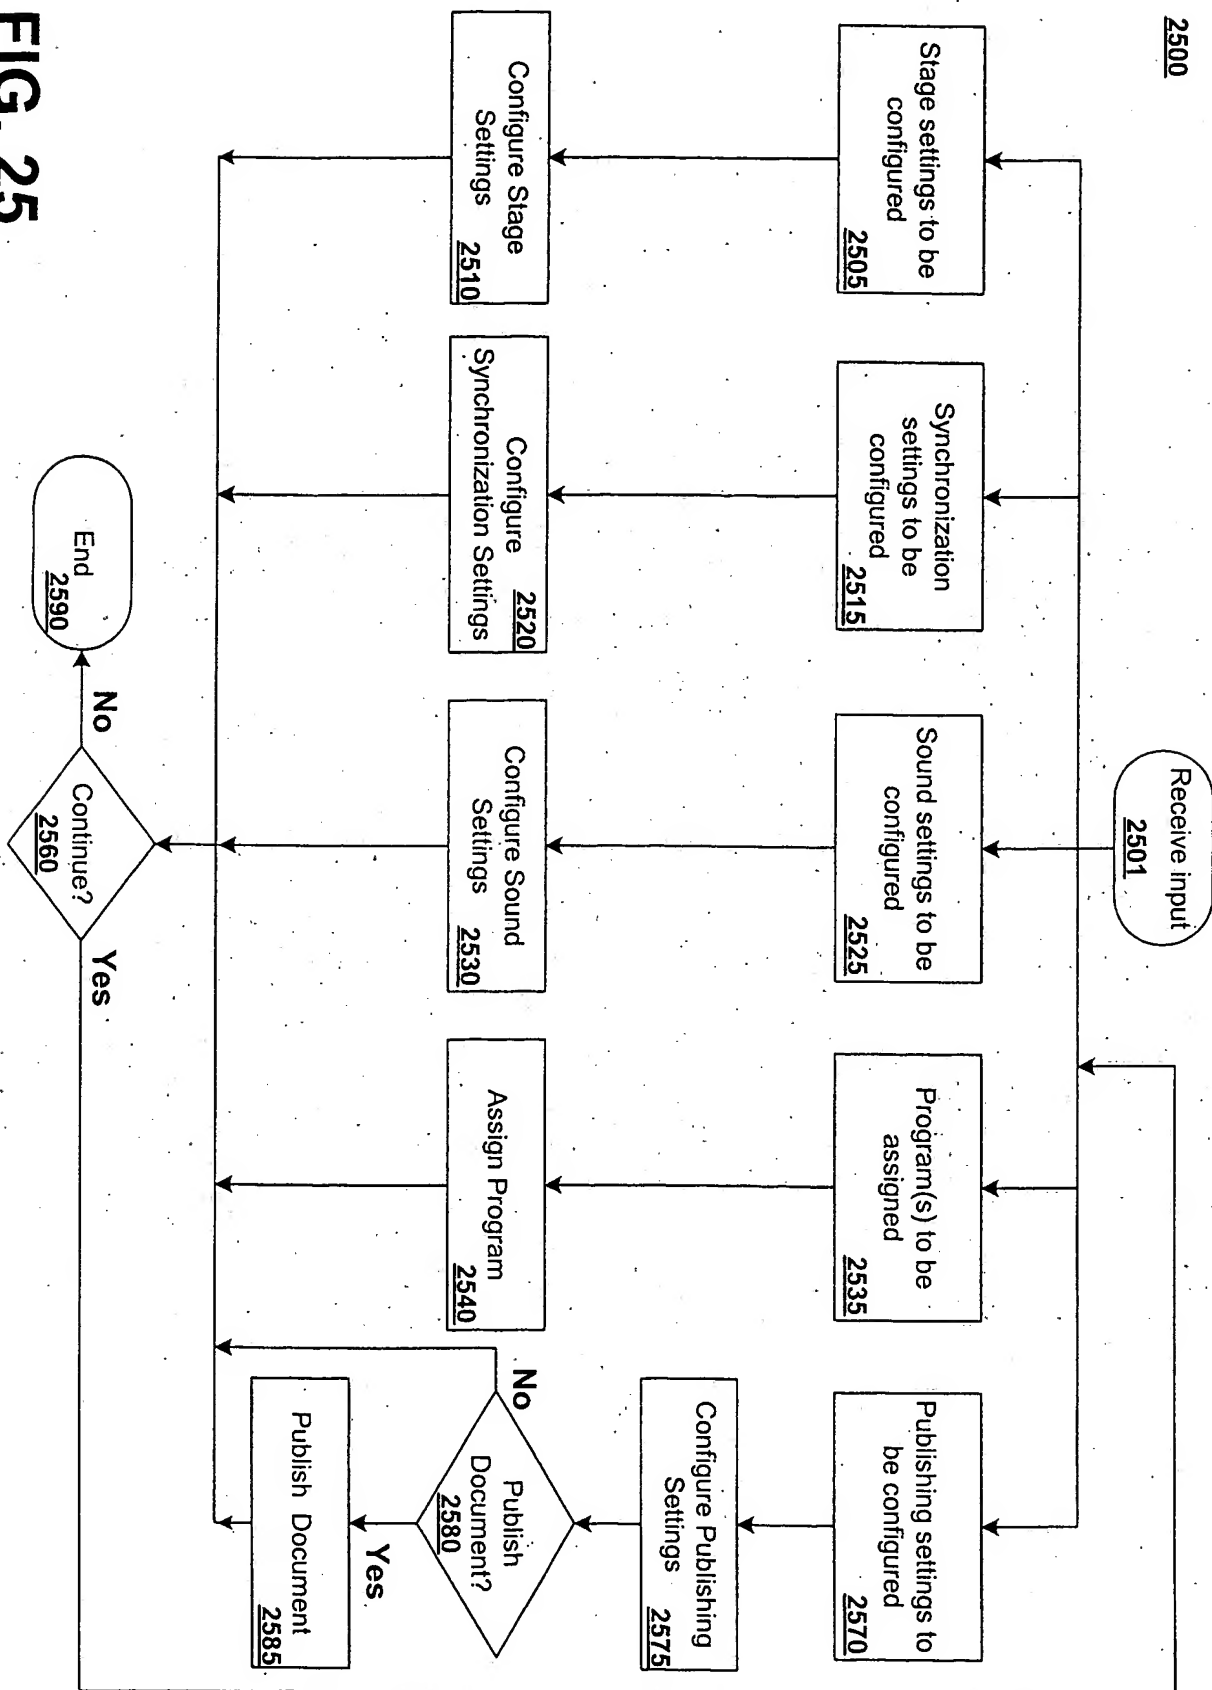 2500
Receive input
2501
Stage settings to be
configured
2505
Synchronization
settings to be
configured
2515
Sound settings to be
configured
2525
Program(s) to be
assigned
2535
Publishing settings to
be configured
2570
Configure Stage
Settings
2510
Configure
2520
Synchronization Settings
Configure Sound
Settings
2530
Assign Program
2540
Configure Publishing
Settings
2575
Publish
Document?
2580
No
Yes
Publish Document
2585
Continue?
2560
No
Yes
End
2590
FIG. 25